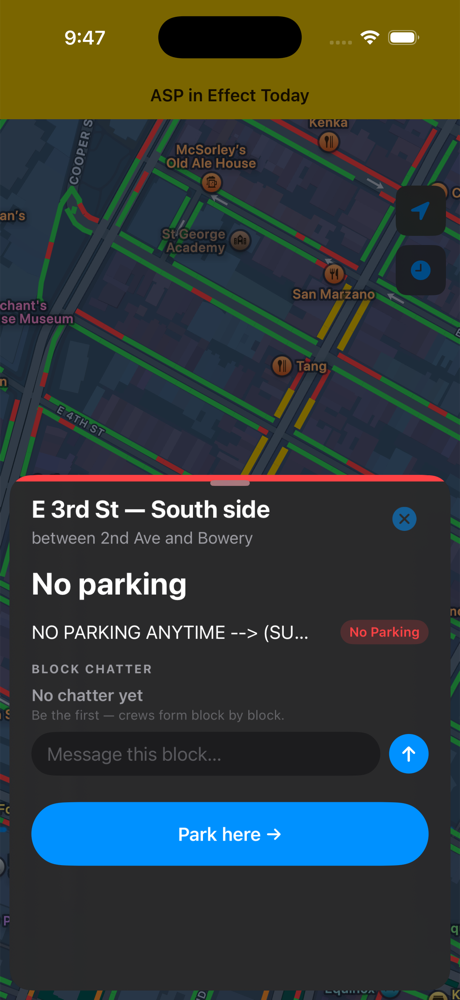 9:47
ASP in Effect Today
COOPER S
Kenka
McSorley's
Old Ale House
an's
St George
Academy
San Marzano
chant's
se Museum
Tang
E 4TH ST
E 3rd St — South side
between 2nd Ave and Bowery
No parking
NO PARKING ANYTIME --> (SU...
No Parking
BLOCK CHATTER
No chatter yet
Be the first — crews form block by block.
Message this block...
Park here →
Equinox